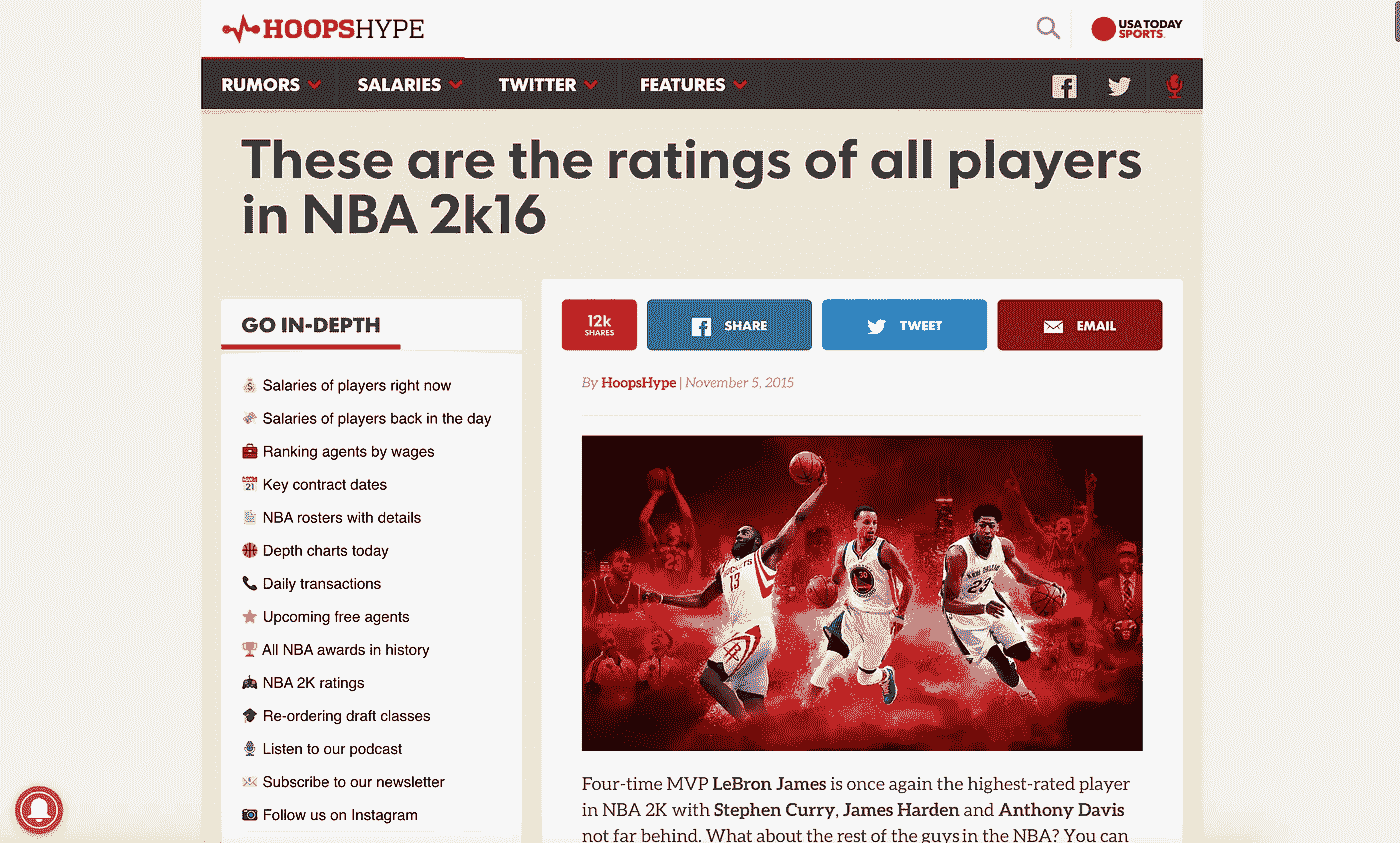 HOOPSHYPE
USA TODAY
SPORTS
RUMORS
SALARIES
TWITTER
FEATURES
These are the ratings of all players
in NBA 2k16
GO IN-DEPTH
Salaries of players right now
Salaries of players back in the day
Ranking agents by wages
Key contract dates
NBA rosters with details
Depth charts today
Daily transactions
Upcoming free agents
All NBA awards in history
NBA 2K ratings
Re-ordering draft classes
Listen to our podcast
Subscribe to our newsletter
Follow us on Instagram
12k
SHARES
SHARE
TWEET
EMAIL
By HoopsHype | November 5, 2015
ROCKETS
13
30
NEW ORLEANS
23
Four-time MVP LeBron James is once again the highest-rated player
in NBA 2K with Stephen Curry, James Harden and Anthony Davis
not far behind. What about the rest of the guys in the NBA? You can